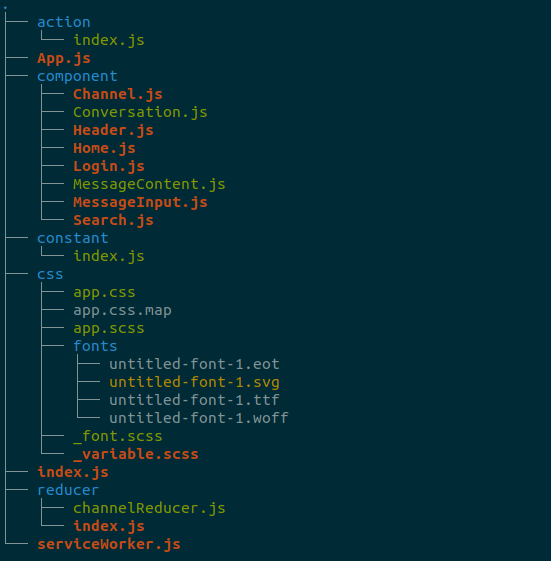 .
├── action
│   └── index.js
├── App.js
├── component
│   ├── Channel.js
│   ├── Conversation.js
│   ├── Header.js
│   ├── Home.js
│   ├── Login.js
│   ├── MessageContent.js
│   ├── MessageInput.js
│   └── Search.js
├── constant
│   └── index.js
├── css
│   ├── app.css
│   ├── app.css.map
│   ├── app.scss
│   ├── fonts
│   │   ├── untitled-font-1.eot
│   │   ├── untitled-font-1.svg
│   │   ├── untitled-font-1.ttf
│   │   └── untitled-font-1.woff
│   ├── _font.scss
│   └── _variable.scss
├── index.js
├── reducer
│   ├── channelReducer.js
│   └── index.js
└── serviceWorker.js